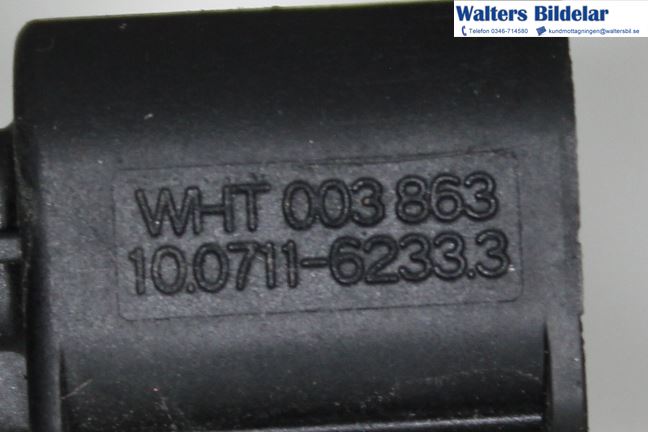 Walters Bildelar
Telefon 0346-714580 kundmottagningen@waltersbil.se
WHT 003 863
10.0711-6233.3